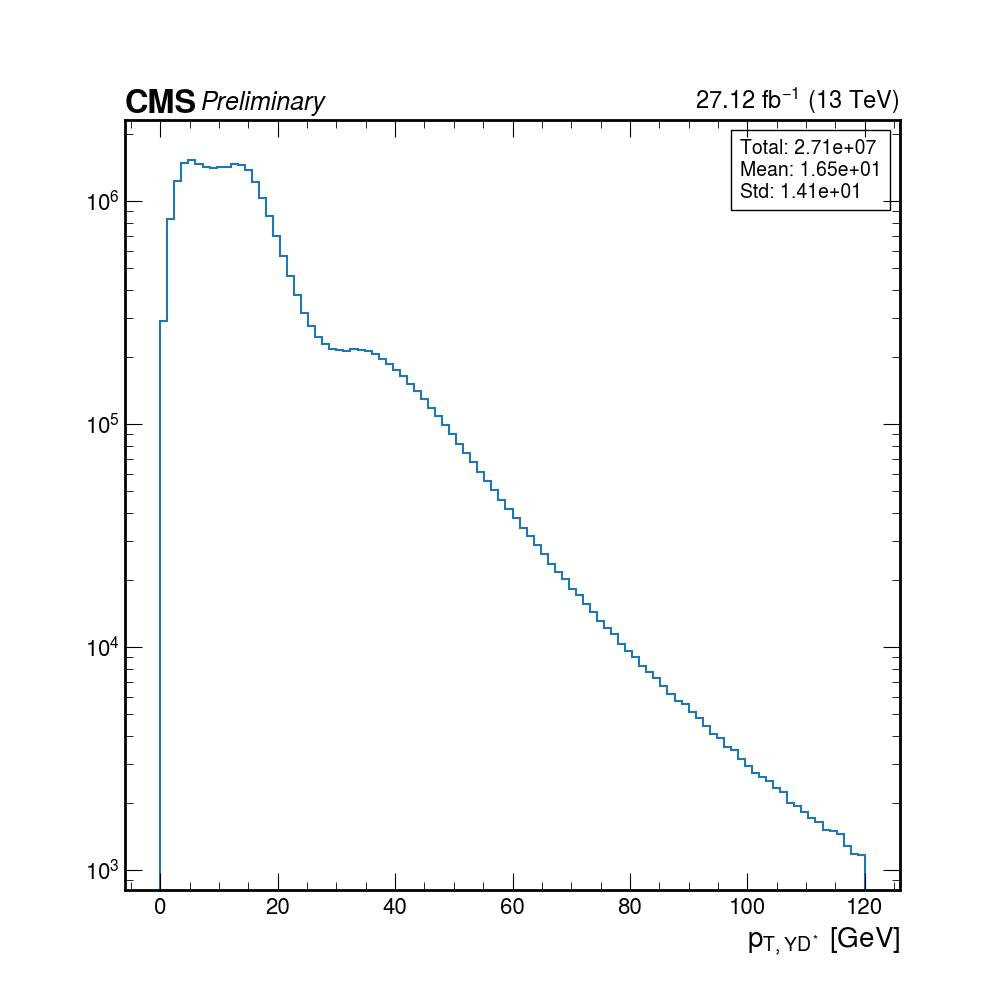 CMS Preliminary 27.12 fb⁻¹ (13 TeV)
Total: 2.71e+07
Mean: 1.65e+01
Std: 1.41e+01
10⁶
10⁵
10⁴
10³
0 20 40 60 80 100 120
p_{T, YD*} [GeV]